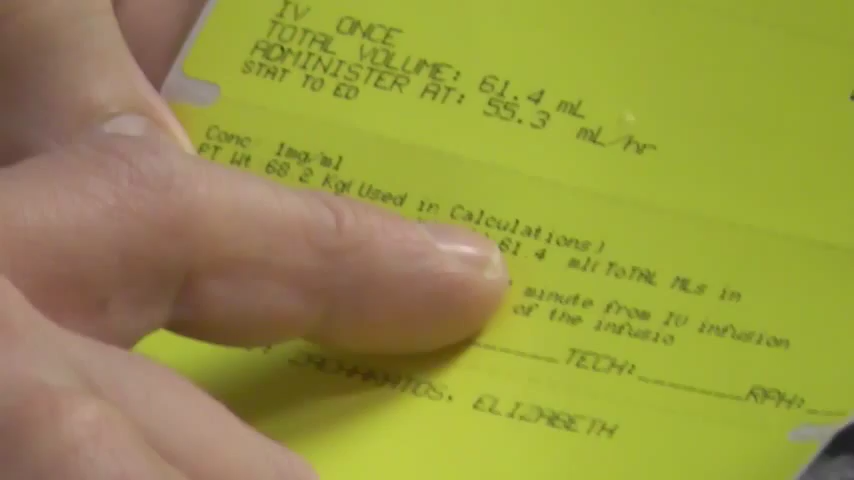 IV ONCE
TOTAL VOLUME: 61.4 mL
ADMINISTER AT: 55.3 mL/hr
STAT TO ED
Conc 1mg/ml
PT Wt 68.2 Kg(Used in Calculations)
61.4 ml(ToTAL MLs in
minute from IV infusion
of the infusio
TECH:________RPH:___
ELIZABETH